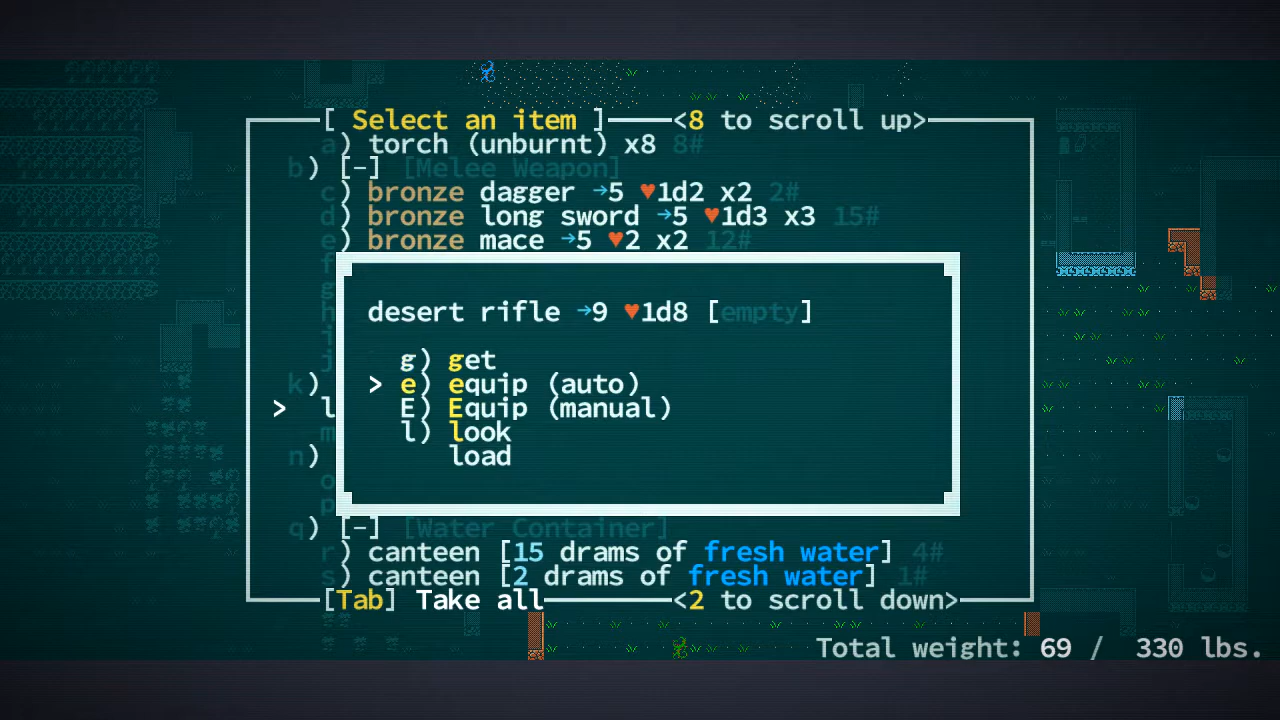 [ Select an item ] <8 to scroll up>
a) torch (unburnt) x8 8#
b) [-] [Melee Weapon]
c) bronze dagger →5 ♥1d2 x2 2#
d) bronze long sword →5 ♥1d3 x3 15#
e) bronze mace →5 ♥2 x2 12#
f
g
h
desert rifle →9 ♥1d8 [empty]
i
j
g) get
k)
> e) equip (auto)
> l
E) Equip (manual)
m
l) look
n)
load
o
p
q) [-] [Water Container]
r) canteen [15 drams of fresh water] 4#
s) canteen [2 drams of fresh water] 1#
[Tab] Take all <2 to scroll down>
Total weight: 69 / 330 lbs.